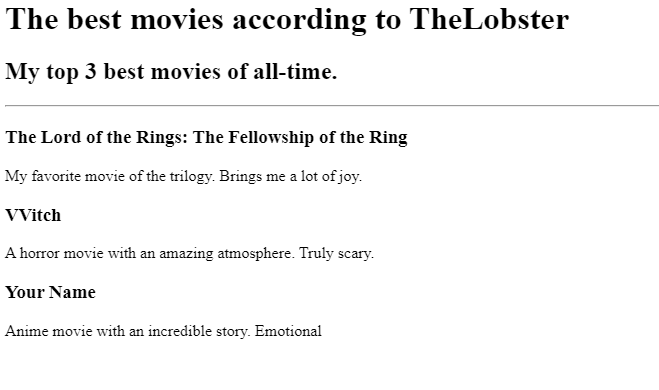 The best movies according to TheLobster
My top 3 best movies of all-time.
The Lord of the Rings: The Fellowship of the Ring
My favorite movie of the trilogy. Brings me a lot of joy.
VVitch
A horror movie with an amazing atmosphere. Truly scary.
Your Name
Anime movie with an incredible story. Emotional